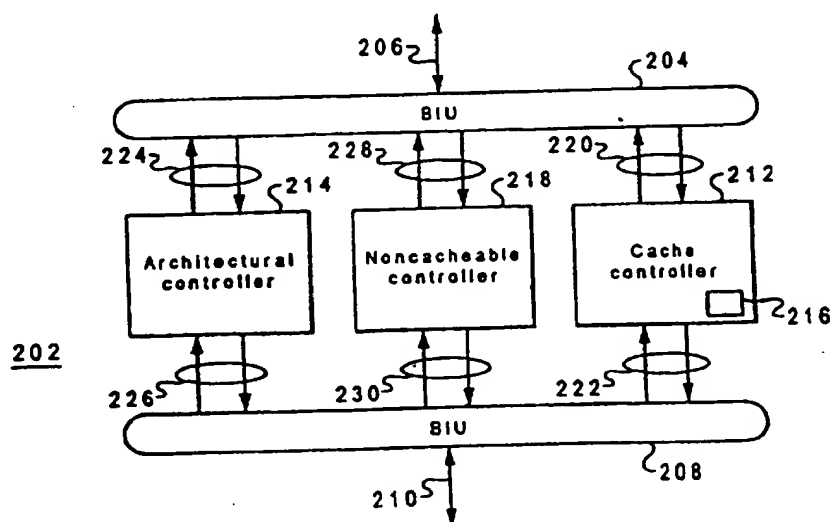 206
204
BIU
224
228
220
214
218
212
Architectural
controller
Noncacheable
controller
Cache
controller
216
202
226
230
222
BIU
208
210